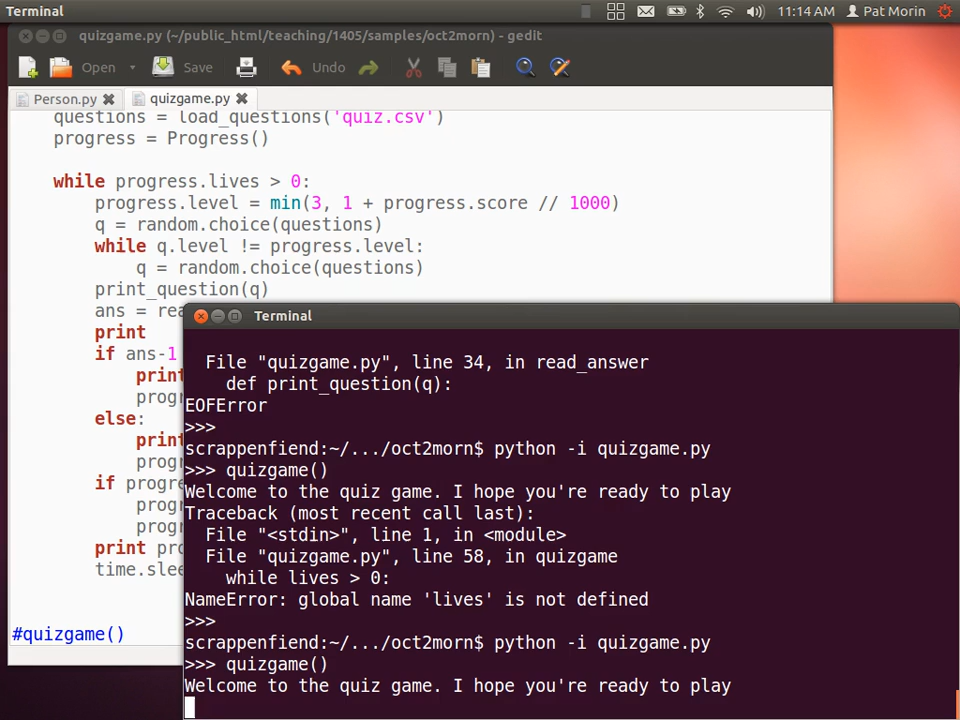 Terminal 11:14 AM Pat Morin
quizgame.py (~/public_html/teaching/1405/samples/oct2morn) - gedit
Open Save Undo
Person.py quizgame.py
questions = load_questions('quiz.csv')
progress = Progress()
while progress.lives > 0:
progress.level = min(3, 1 + progress.score // 1000)
q = random.choice(questions)
while q.level != progress.level:
q = random.choice(questions)
print_question(q)
ans = rea
print
if ans-1
print
prog
else:
print
prog
if progre
progr
progr
print pro
time.slee
#quizgame()
Terminal
File "quizgame.py", line 34, in read_answer
def print_question(q):
EOFError
>>>
scrappenfiend:~/.../oct2morn$ python -i quizgame.py
>>> quizgame()
Welcome to the quiz game. I hope you're ready to play
Traceback (most recent call last):
File "<stdin>", line 1, in <module>
File "quizgame.py", line 58, in quizgame
while lives > 0:
NameError: global name 'lives' is not defined
>>>
scrappenfiend:~/.../oct2morn$ python -i quizgame.py
>>> quizgame()
Welcome to the quiz game. I hope you're ready to play